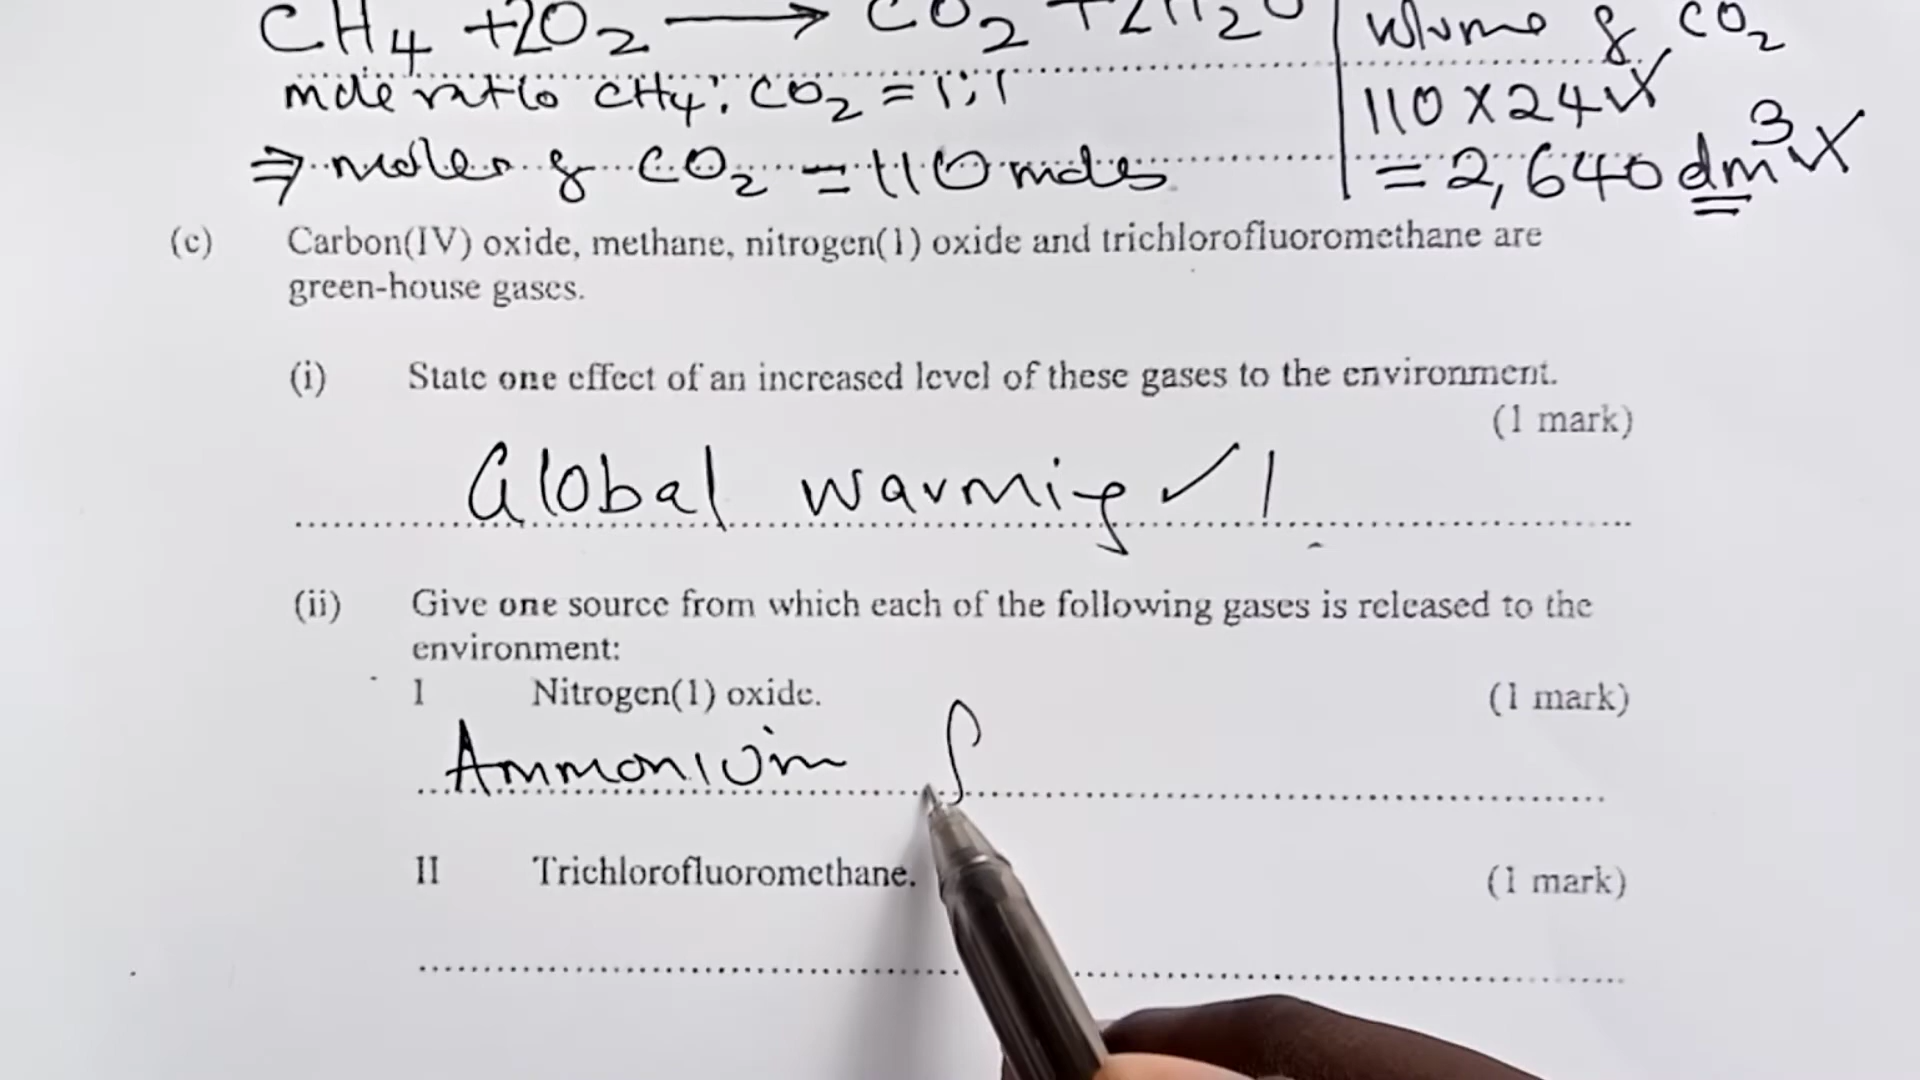 CH4 + 2O2 → CO2 + 2H2O
mole ratio CH4 : CO2 = 1:1
⇒ moles of CO2 = 110 moles
Volume of CO2
110 X 24 ✓
= 2,640 dm3 ✓
(c) Carbon(IV) oxide, methane, nitrogen(1) oxide and trichlorofluoromethane are
green-house gases.
(i) State one effect of an increased level of these gases to the environment.
(1 mark)
Global warming ✓ 1
(ii) Give one source from which each of the following gases is released to the
environment:
1 Nitrogen(1) oxide. (1 mark)
Ammonium
II Trichlorofluoromethane. (1 mark)